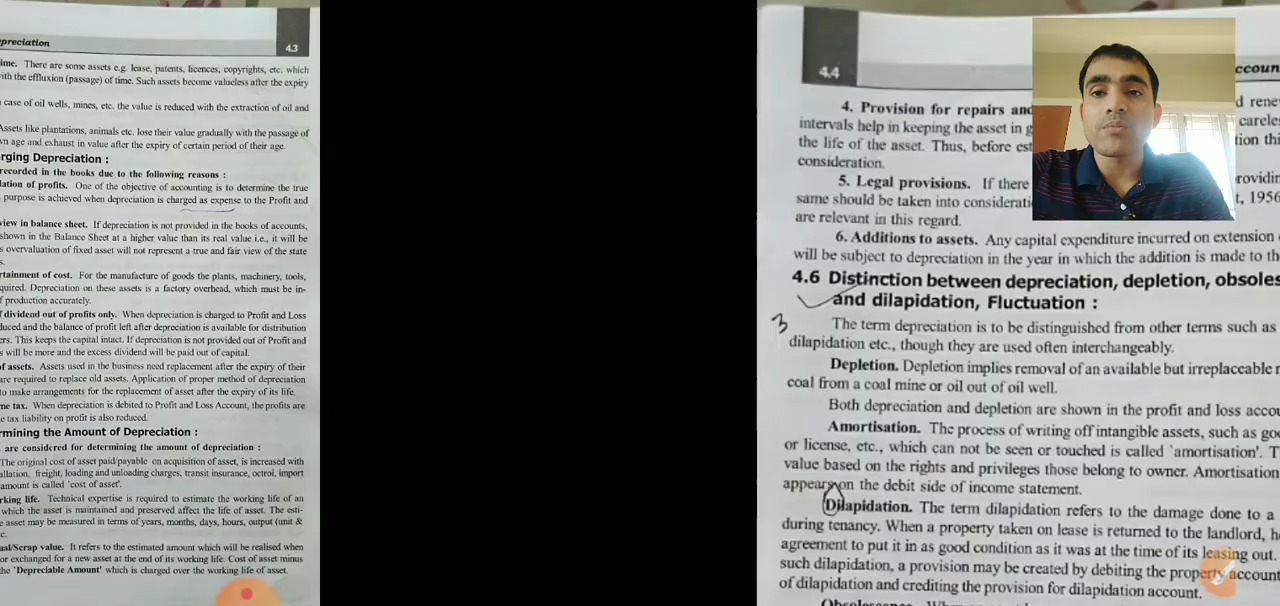 preciation
4.3
ime. There are some assets e.g. lease, patents, licences, copyrights, etc. which
ith the effluxion (passage) of time. Such assets become valueless after the expiry
case of oil wells, mines, etc. the value is reduced with the extraction of oil and
Assets like plantations, animals etc. lose their value gradually with the passage of
n age and exhaust in value after the expiry of certain period of their age.
rging Depreciation :
recorded in the books due to the following reasons :
lation of profits. One of the objective of accounting is to determine the true
purpose is achieved when depreciation is charged as expense to the Profit and
view in balance sheet. If depreciation is not provided in the books of accounts,
shown in the Balance Sheet at a higher value than its real value i.e., it will be
s overvaluation of fixed asset will not represent a true and fair view of the state
s.
rtainment of cost. For the manufacture of goods the plants, machinery, tools,
quired. Depreciation on these assets is a factory overhead, which must be in-
f production accurately.
f dividend out of profits only. When depreciation is charged to Profit and Loss
duced and the balance of profit left after depreciation is available for distribution
ers. This keeps the capital intact. If depreciation is not provided out of Profit and
s will be more and the excess dividend will be paid out of capital.
of assets. Assets used in the business need replacement after the expiry of their
are required to replace old assets. Application of proper method of depreciation
to make arrangements for the replacement of asset after the expiry of its life.
me tax. When depreciation is debited to Profit and Loss Account, the profits are
e tax liability on profit is also reduced.
rmining the Amount of Depreciation :
are considered for determining the amount of depreciation :
The original cost of asset paid/payable on acquisition of asset, is increased with
allation, freight, loading and unloading charges, transit insurance, octroi, import
amount is called 'cost of asset'.
rking life. Technical expertise is required to estimate the working life of an
which the asset is maintained and preserved affect the life of asset. The esti-
e asset may be measured in terms of years, months, days, hours, output (unit &
c.
ual/Scrap value. It refers to the estimated amount which will be realised when
or exchanged for a new asset at the end of its working life. Cost of asset minus
the 'Depreciable Amount' which is charged over the working life of asset.
4.4
ccoun
4. Provision for repairs and d rene
intervals help in keeping the asset in g careles
the life of the asset. Thus, before est tion thi
consideration.
5. Legal provisions. If there rovidin
same should be taken into considerati t, 1956
are relevant in this regard.
6. Additions to assets. Any capital expenditure incurred on extension
will be subject to depreciation in the year in which the addition is made to th
4.6 Distinction between depreciation, depletion, obsoles
and dilapidation, Fluctuation :
3
The term depreciation is to be distinguished from other terms such as
dilapidation etc., though they are used often interchangeably.
Depletion. Depletion implies removal of an available but irreplaceable r
coal from a coal mine or oil out of oil well.
Both depreciation and depletion are shown in the profit and loss accou
Amortisation. The process of writing off intangible assets, such as goo
or license, etc., which can not be seen or touched is called 'amortisation'. T
value based on the rights and privileges those belong to owner. Amortisation
appears on the debit side of income statement.
Dilapidation. The term dilapidation refers to the damage done to a
during tenancy. When a property taken on lease is returned to the landlord, h
agreement to put it in as good condition as it was at the time of its leasing out.
such dilapidation, a provision may be created by debiting the property account
of dilapidation and crediting the provision for dilapidation account.
Obsolescence.